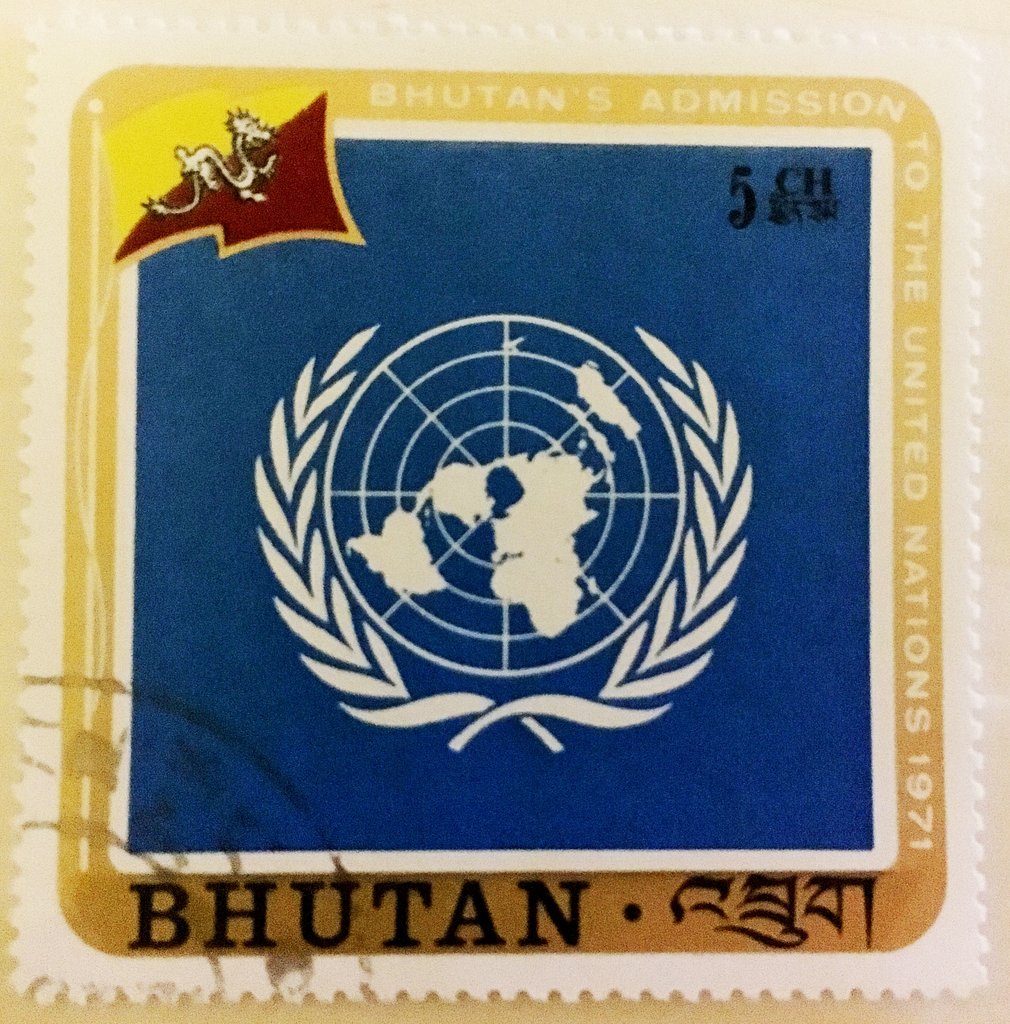 BHUTAN'S ADMISSION TO THE UNITED NATIONS 1971
5 CH
BHUTAN · འབྲུག